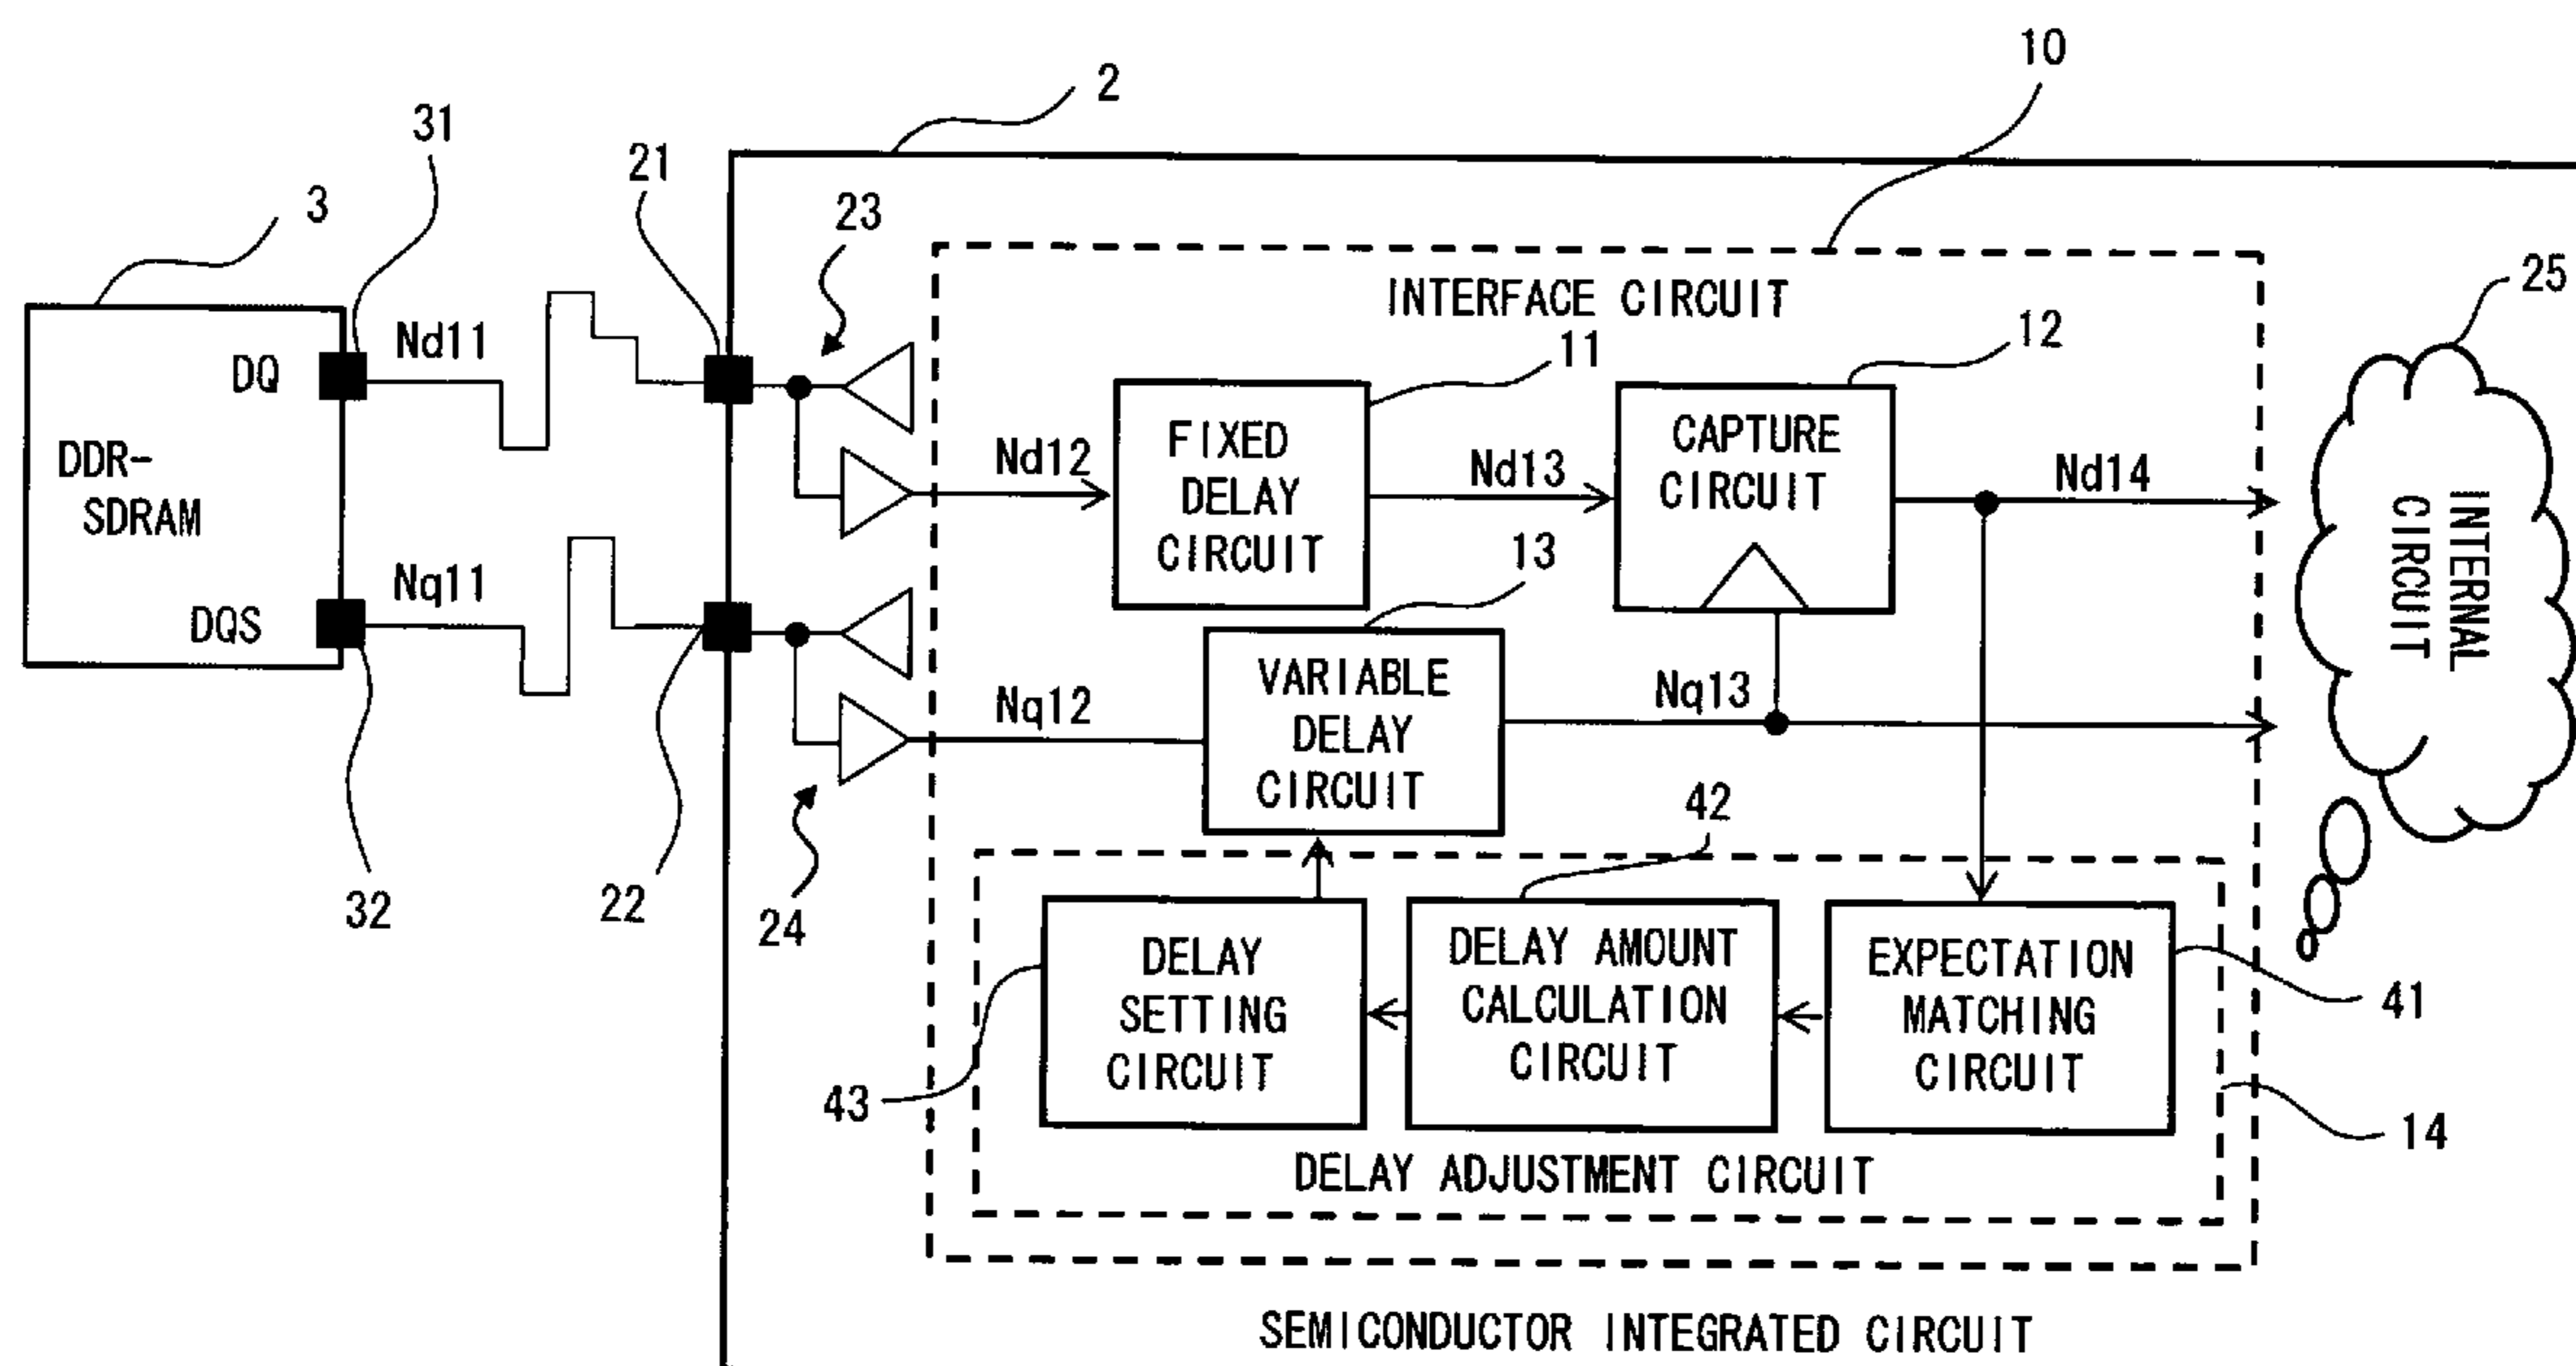 10
2
31
21
3
23
25
INTERFACE CIRCUIT
12
Nd11
11
DQ
FIXED
DELAY
CIRCUIT
CAPTURE
CIRCUIT
Nd12
Nd13
Nd14
DDR-
SDRAM
INTERNAL
CIRCUIT
13
Nq11
DQS
VARIABLE
DELAY
CIRCUIT
Nq12
Nq13
42
32
22
24
DELAY
SETTING
CIRCUIT
DELAY AMOUNT
CALCULATION
CIRCUIT
EXPECTATION
MATCHING
CIRCUIT
41
43
14
DELAY ADJUSTMENT CIRCUIT
SEMICONDUCTOR INTEGRATED CIRCUIT